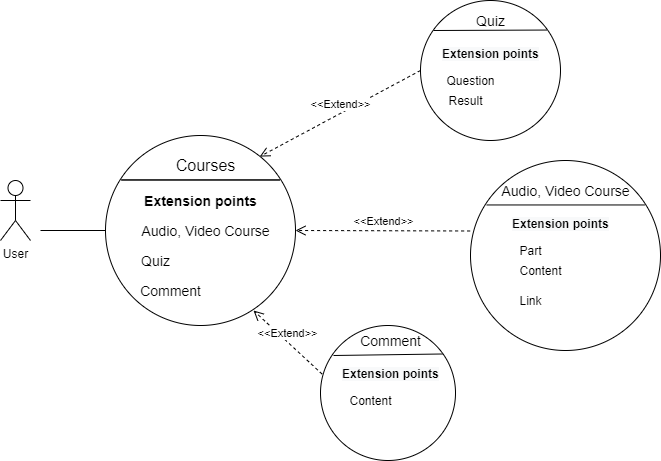 Quiz
Extension points
Question
Result
<<Extend>>
Courses
Extension points
Audio, Video Course
Quiz
Comment
User
<<Extend>>
Audio, Video Course
Extension points
Part
Content
Link
<<Extend>>
Comment
Extension points
Content